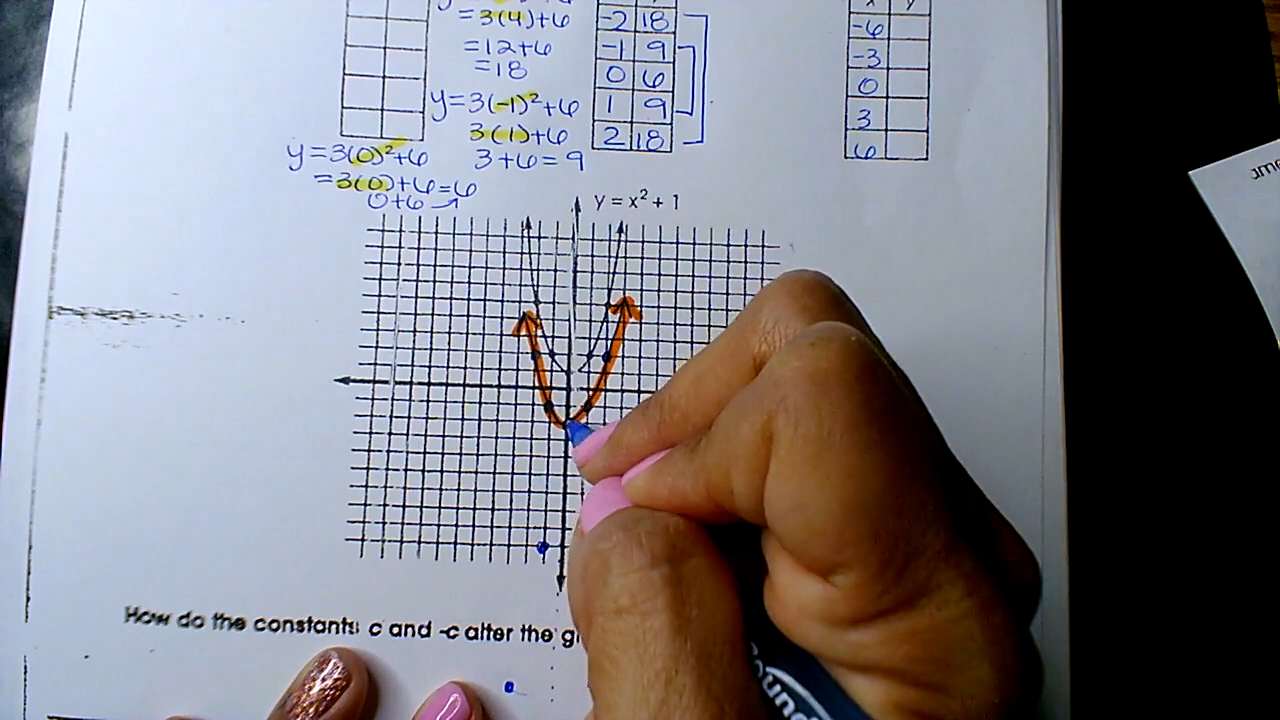 = 3(4)+6
= 12+6
= 18
y = 3(-1)²+6
3(1)+6
3+6 = 9
-2 18
-1 9
0 6
1 9
2 18
-6
-3
0
3
6
y = 3(0)²+6
= 3(0)+6 = 6
0+6
y = x² + 1
How do the constants c and -c alter the